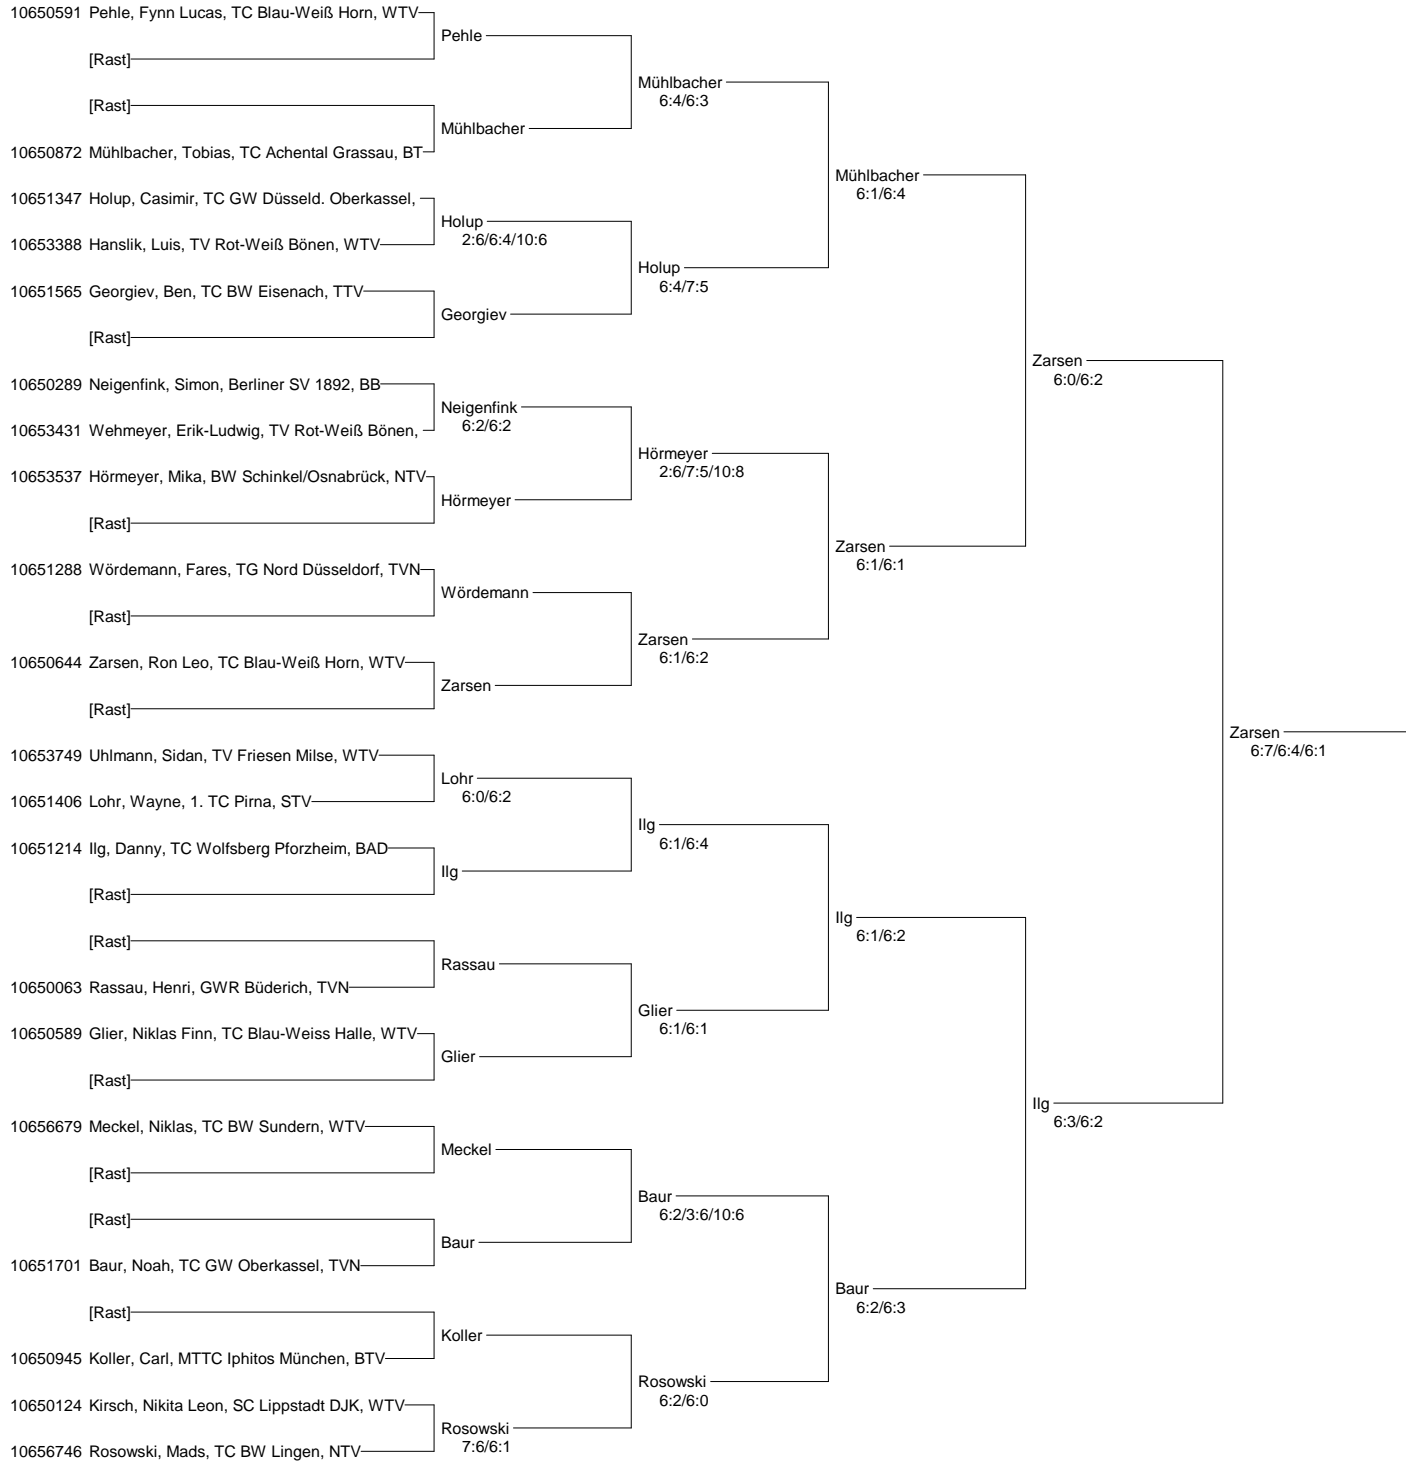 10650591 Pehle, Fynn Lucas, TC Blau-Weiß Horn, WTV
Pehle
[Rast]
Mühlbacher
6:4/6:3
[Rast]
Mühlbacher
10650872 Mühlbacher, Tobias, TC Achental Grassau, BT
Mühlbacher
6:1/6:4
10651347 Holup, Casimir, TC GW Düsseld. Oberkassel,
Holup
2:6/6:4/10:6
10653388 Hanslik, Luis, TV Rot-Weiß Bönen, WTV
Holup
6:4/7:5
10651565 Georgiev, Ben, TC BW Eisenach, TTV
Georgiev
[Rast]
Zarsen
6:0/6:2
10650289 Neigenfink, Simon, Berliner SV 1892, BB
Neigenfink
6:2/6:2
10653431 Wehmeyer, Erik-Ludwig, TV Rot-Weiß Bönen,
Hörmeyer
2:6/7:5/10:8
10653537 Hörmeyer, Mika, BW Schinkel/Osnabrück, NTV
Hörmeyer
[Rast]
Zarsen
6:1/6:1
10651288 Wördemann, Fares, TG Nord Düsseldorf, TVN
Wördemann
[Rast]
Zarsen
6:1/6:2
10650644 Zarsen, Ron Leo, TC Blau-Weiß Horn, WTV
Zarsen
[Rast]
Zarsen
6:7/6:4/6:1
10653749 Uhlmann, Sidan, TV Friesen Milse, WTV
Lohr
6:0/6:2
10651406 Lohr, Wayne, 1. TC Pirna, STV
Ilg
6:1/6:4
10651214 Ilg, Danny, TC Wolfsberg Pforzheim, BAD
Ilg
[Rast]
Ilg
6:1/6:2
[Rast]
Rassau
10650063 Rassau, Henri, GWR Büderich, TVN
Glier
6:1/6:1
10650589 Glier, Niklas Finn, TC Blau-Weiss Halle, WTV
Glier
[Rast]
Ilg
6:3/6:2
10656679 Meckel, Niklas, TC BW Sundern, WTV
Meckel
[Rast]
Baur
6:2/3:6/10:6
[Rast]
Baur
10651701 Baur, Noah, TC GW Oberkassel, TVN
Baur
6:2/6:3
[Rast]
Koller
10650945 Koller, Carl, MTTC Iphitos München, BTV
Rosowski
6:2/6:0
10650124 Kirsch, Nikita Leon, SC Lippstadt DJK, WTV
Rosowski
7:6/6:1
10656746 Rosowski, Mads, TC BW Lingen, NTV